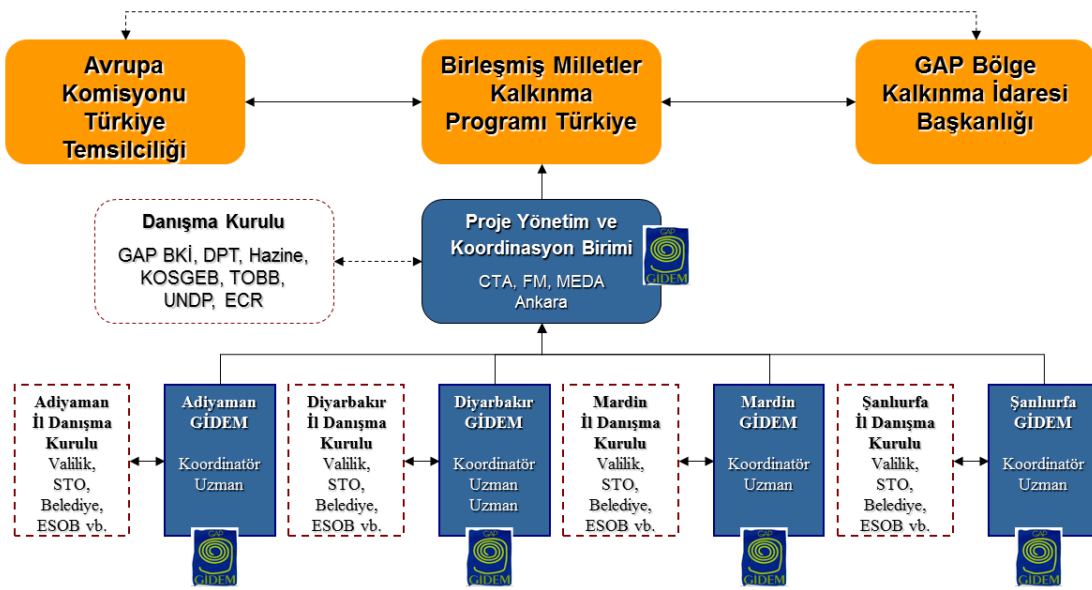 Avrupa
Komisyonu
Türkiye
Temsilciliği
Birleşmiş Milletler
Kalkınma
Programı Türkiye
GAP Bölge
Kalkınma İdaresi
Başkanlığı
Danışma Kurulu
GAP BKİ, DPT, Hazine,
KOSGEB, TOBB,
UNDP, ECR
Proje Yönetim ve
Koordinasyon Birimi
CTA, FM, MEDA
Ankara
GAP
GİDEM
Adiyaman
İl Danışma
Kurulu
Valilik,
STO,
Belediye,
ESOB vb.
Adiyaman
GİDEM
Koordinatör
Uzman
GAP
GİDEM
Diyarbakır
İl Danışma
Kurulu
Valilik,
STO,
Belediye,
ESOB vb.
Diyarbakır
GİDEM
Koordinatör
Uzman
Uzman
GAP
GİDEM
Mardin
İl Danışma
Kurulu
Valilik,
STO,
Belediye,
ESOB vb.
Mardin
GİDEM
Koordinatör
Uzman
GAP
GİDEM
Şanlıurfa
İl Danışma
Kurulu
Valilik,
STO,
Belediye,
ESOB vb.
Şanlıurfa
GİDEM
Koordinatör
Uzman
GAP
GİDEM